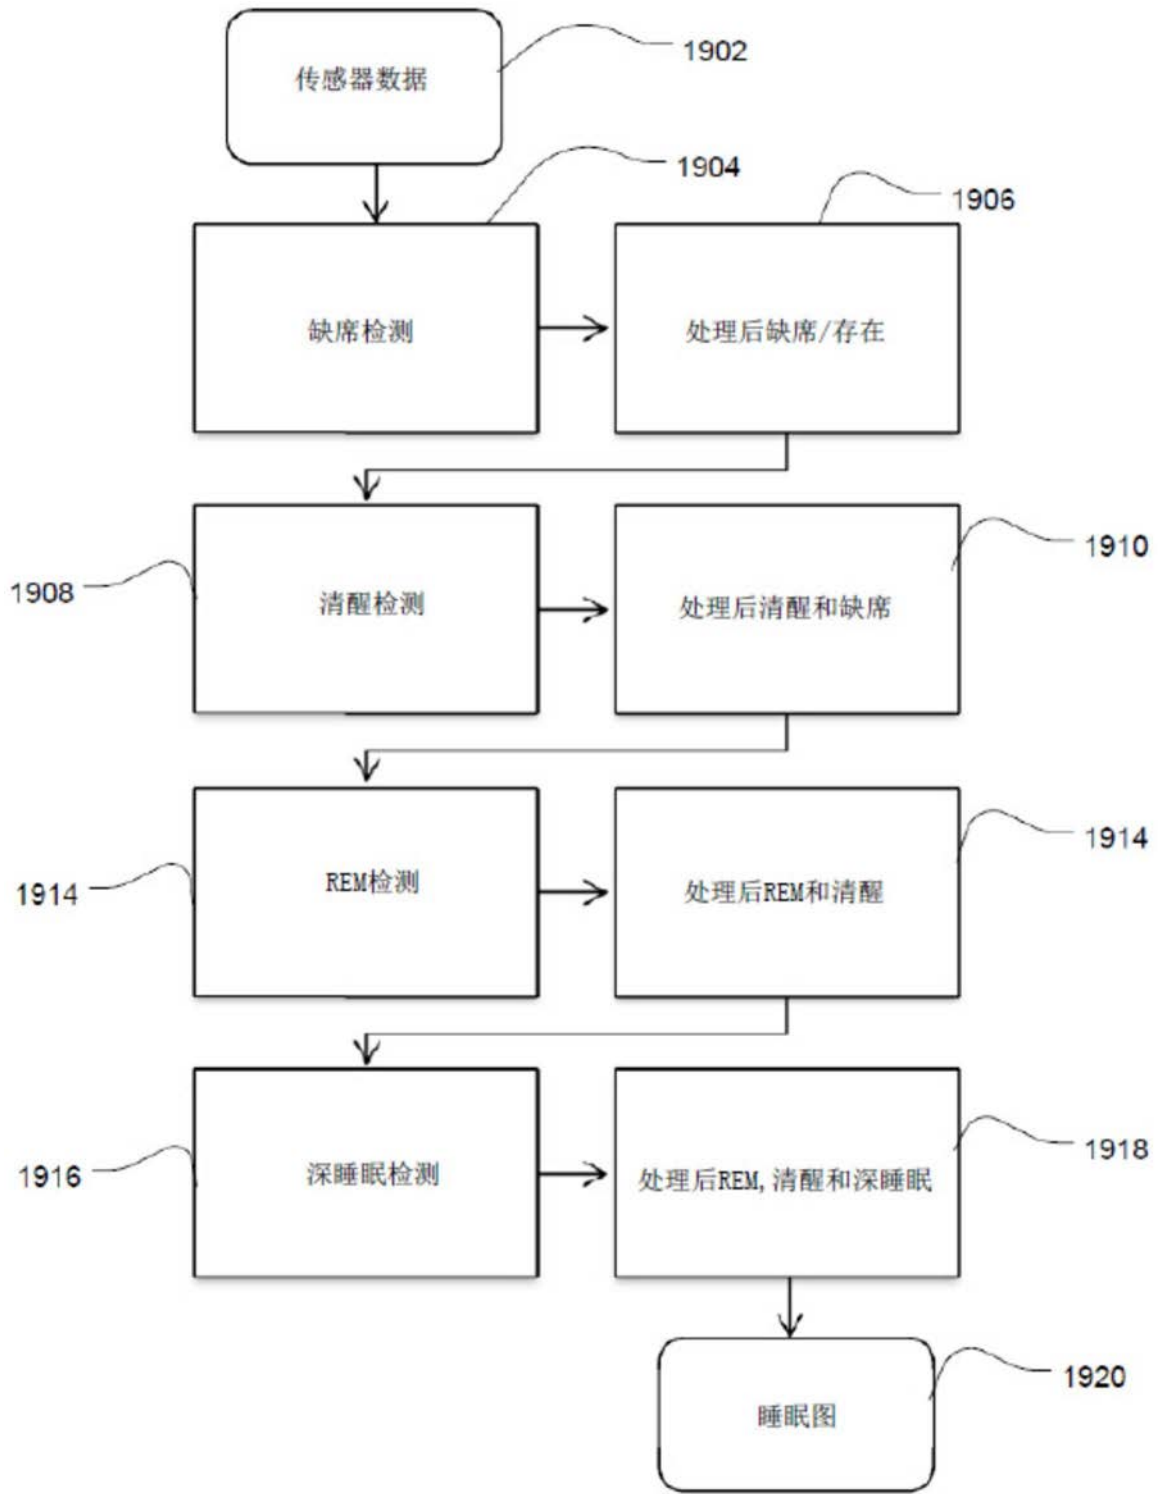 传感器数据
1902
1904
缺席检测
1906
处理后缺席/存在
1908
清醒检测
1910
处理后清醒和缺席
1914
REM检测
1914
处理后REM和清醒
1916
深睡眠检测
1918
处理后REM,清醒和深睡眠
1920
睡眠图